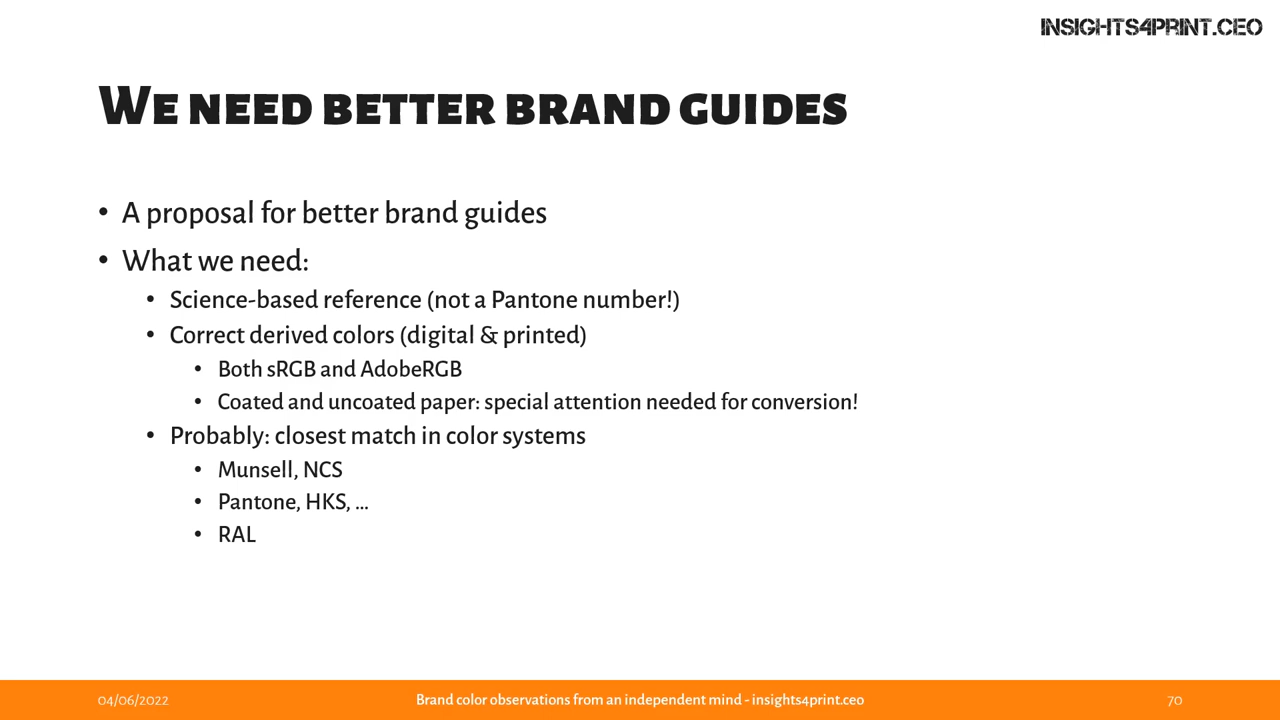 INSIGHTS4PRINT.CEO
We need better brand guides
• A proposal for better brand guides
• What we need:
• Science-based reference (not a Pantone number!)
• Correct derived colors (digital & printed)
• Both sRGB and AdobeRGB
• Coated and uncoated paper: special attention needed for conversion!
• Probably: closest match in color systems
• Munsell, NCS
• Pantone, HKS, ...
• RAL
04/06/2022 Brand color observations from an independent mind - insights4print.ceo 70